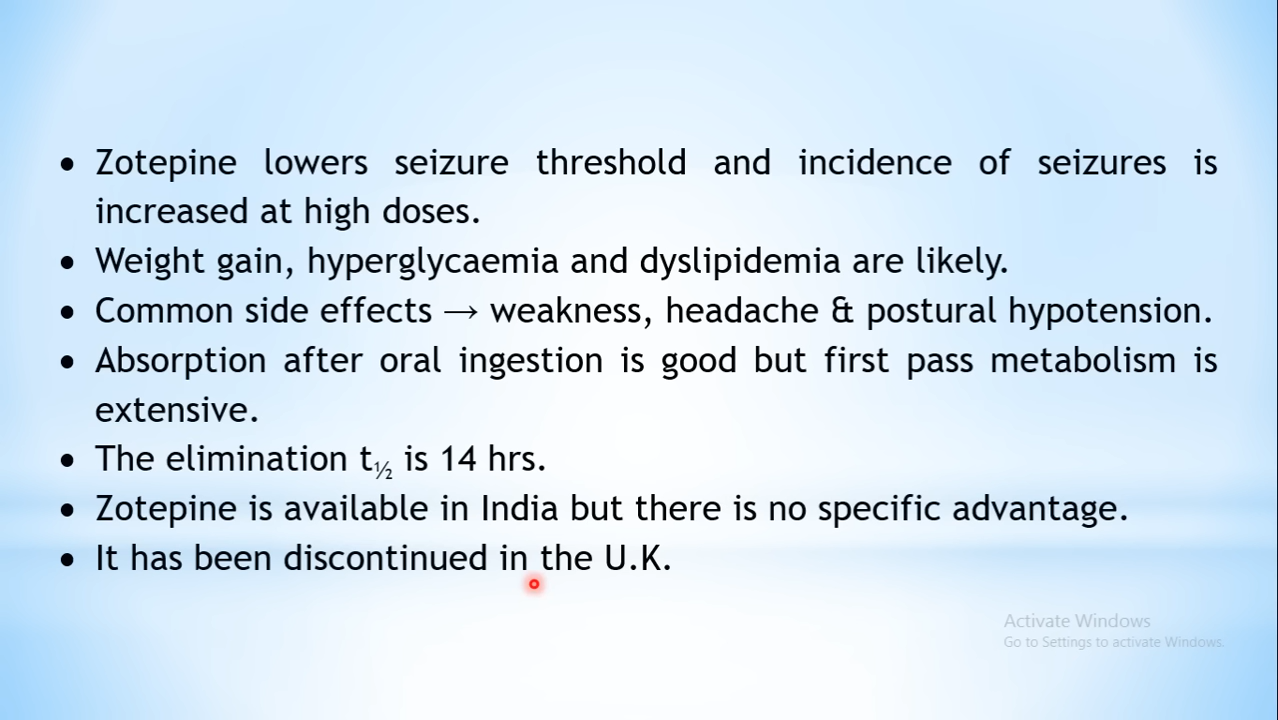 • Zotepine lowers seizure threshold and incidence of seizures is
increased at high doses.
• Weight gain, hyperglycaemia and dyslipidemia are likely.
• Common side effects → weakness, headache & postural hypotension.
• Absorption after oral ingestion is good but first pass metabolism is
extensive.
• The elimination t½ is 14 hrs.
• Zotepine is available in India but there is no specific advantage.
• It has been discontinued in the U.K.
Activate Windows
Go to Settings to activate Windows.